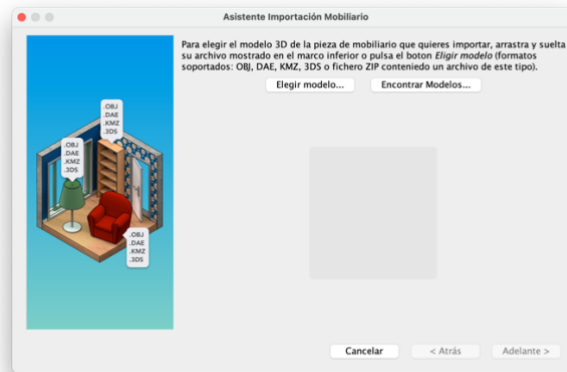 Asistente Importación Mobiliario
Para elegir el modelo 3D de la pieza de mobiliario que quieres importar, arrastra y suelta
su archivo mostrado en el marco inferior o pulsa el boton Eligir modelo (formatos
soportados: OBJ, DAE, KMZ, 3DS o fichero ZIP conteniendo un archivo de este tipo).
Elegir modelo...
Encontrar Modelos...
.OBJ
.DAE
.KMZ
.3DS
.OBJ
.DAE
.KMZ
.3DS
.OBJ
.DAE
.KMZ
.3DS
Cancelar
< Atrás
Adelante >